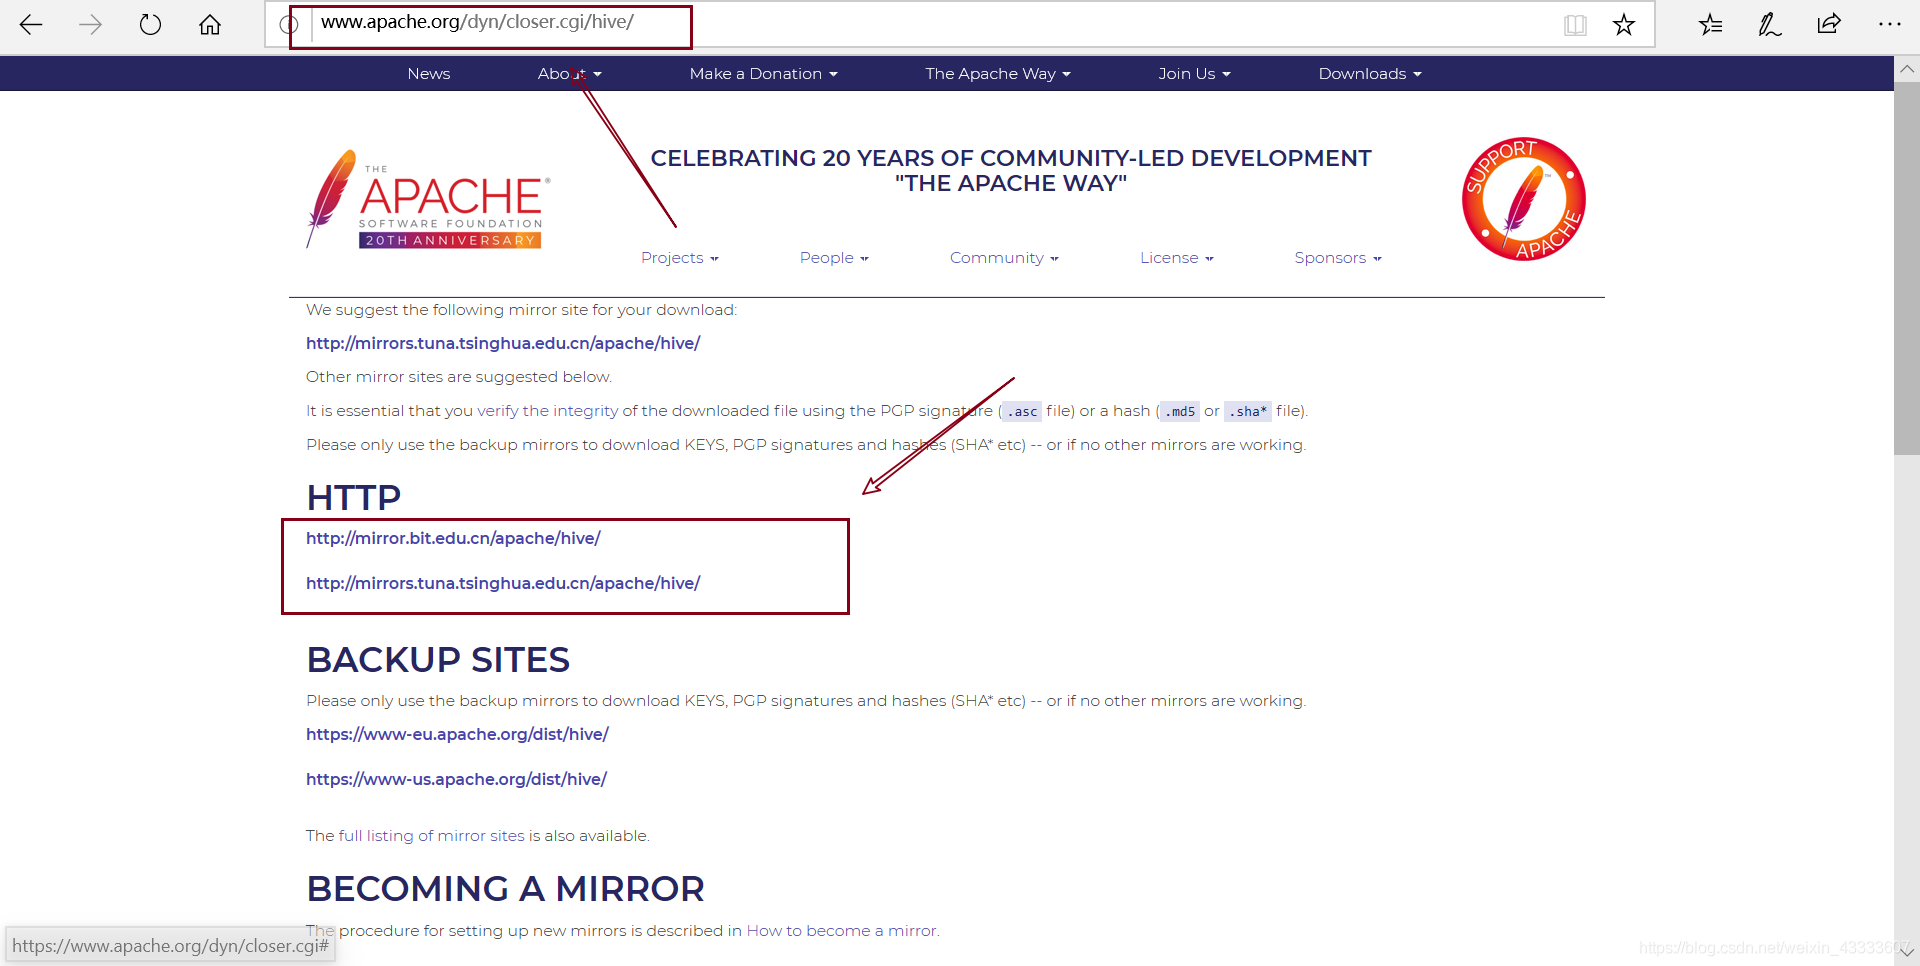 www.apache.org/dyn/closer.cgi/hive/
News About Make a Donation The Apache Way Join Us Downloads
THE
APACHE®
SOFTWARE FOUNDATION
20TH ANNIVERSARY
CELEBRATING 20 YEARS OF COMMUNITY-LED DEVELOPMENT
"THE APACHE WAY"
SUPPORT
APACHE
Projects People Community License Sponsors
We suggest the following mirror site for your download:
http://mirrors.tuna.tsinghua.edu.cn/apache/hive/
Other mirror sites are suggested below.
It is essential that you verify the integrity of the downloaded file using the PGP signature ( .asc file) or a hash ( .md5 or .sha* file).
Please only use the backup mirrors to download KEYS, PGP signatures and hashes (SHA* etc) -- or if no other mirrors are working.
HTTP
http://mirror.bit.edu.cn/apache/hive/
http://mirrors.tuna.tsinghua.edu.cn/apache/hive/
BACKUP SITES
Please only use the backup mirrors to download KEYS, PGP signatures and hashes (SHA* etc) -- or if no other mirrors are working.
https://www-eu.apache.org/dist/hive/
https://www-us.apache.org/dist/hive/
The full listing of mirror sites is also available.
BECOMING A MIRROR
The procedure for setting up new mirrors is described in How to become a mirror.
https://www.apache.org/dyn/closer.cgi#